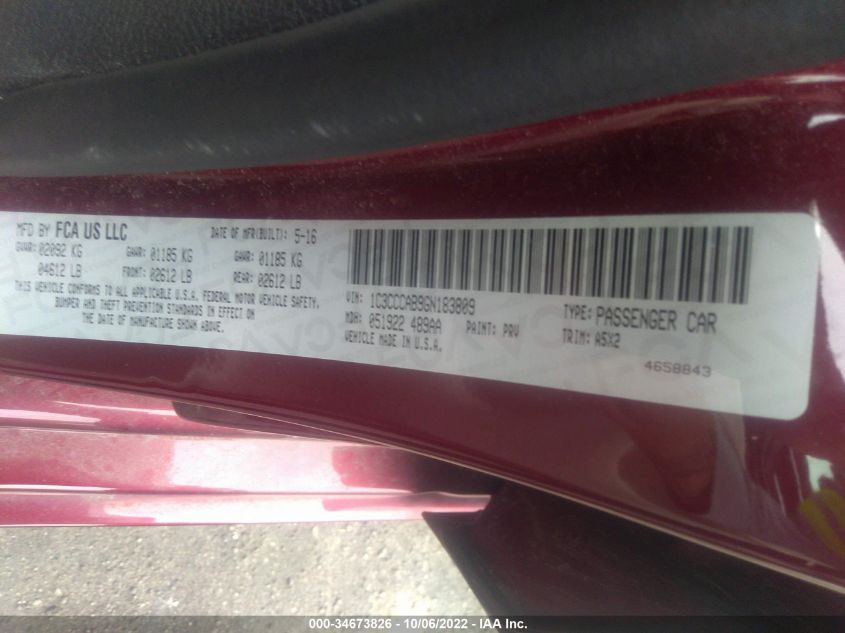 MFD BY FCA US LLC DATE OF MFR(BUILT): 5-16
GVWR: 02092 KG GAWR: 01185 KG GAWR: 01185 KG
04612 LB FRONT: 02612 LB REAR: 02612 LB
THIS VEHICLE CONFORMS TO ALL APPLICABLE U.S.A. FEDERAL MOTOR VEHICLE SAFETY,
BUMPER AND THEFT PREVENTION STANDARDS IN EFFECT ON
THE DATE OF MANUFACTURE SHOWN ABOVE.
VIN: 1C3CCCAB9GN183809 TYPE: PASSENGER CAR
MDH: 051922 489AA PAINT: PRV TRIM: A5X2
VEHICLE MADE IN U.S.A.
4658843
000-34673826 - 10/06/2022 - IAA Inc.